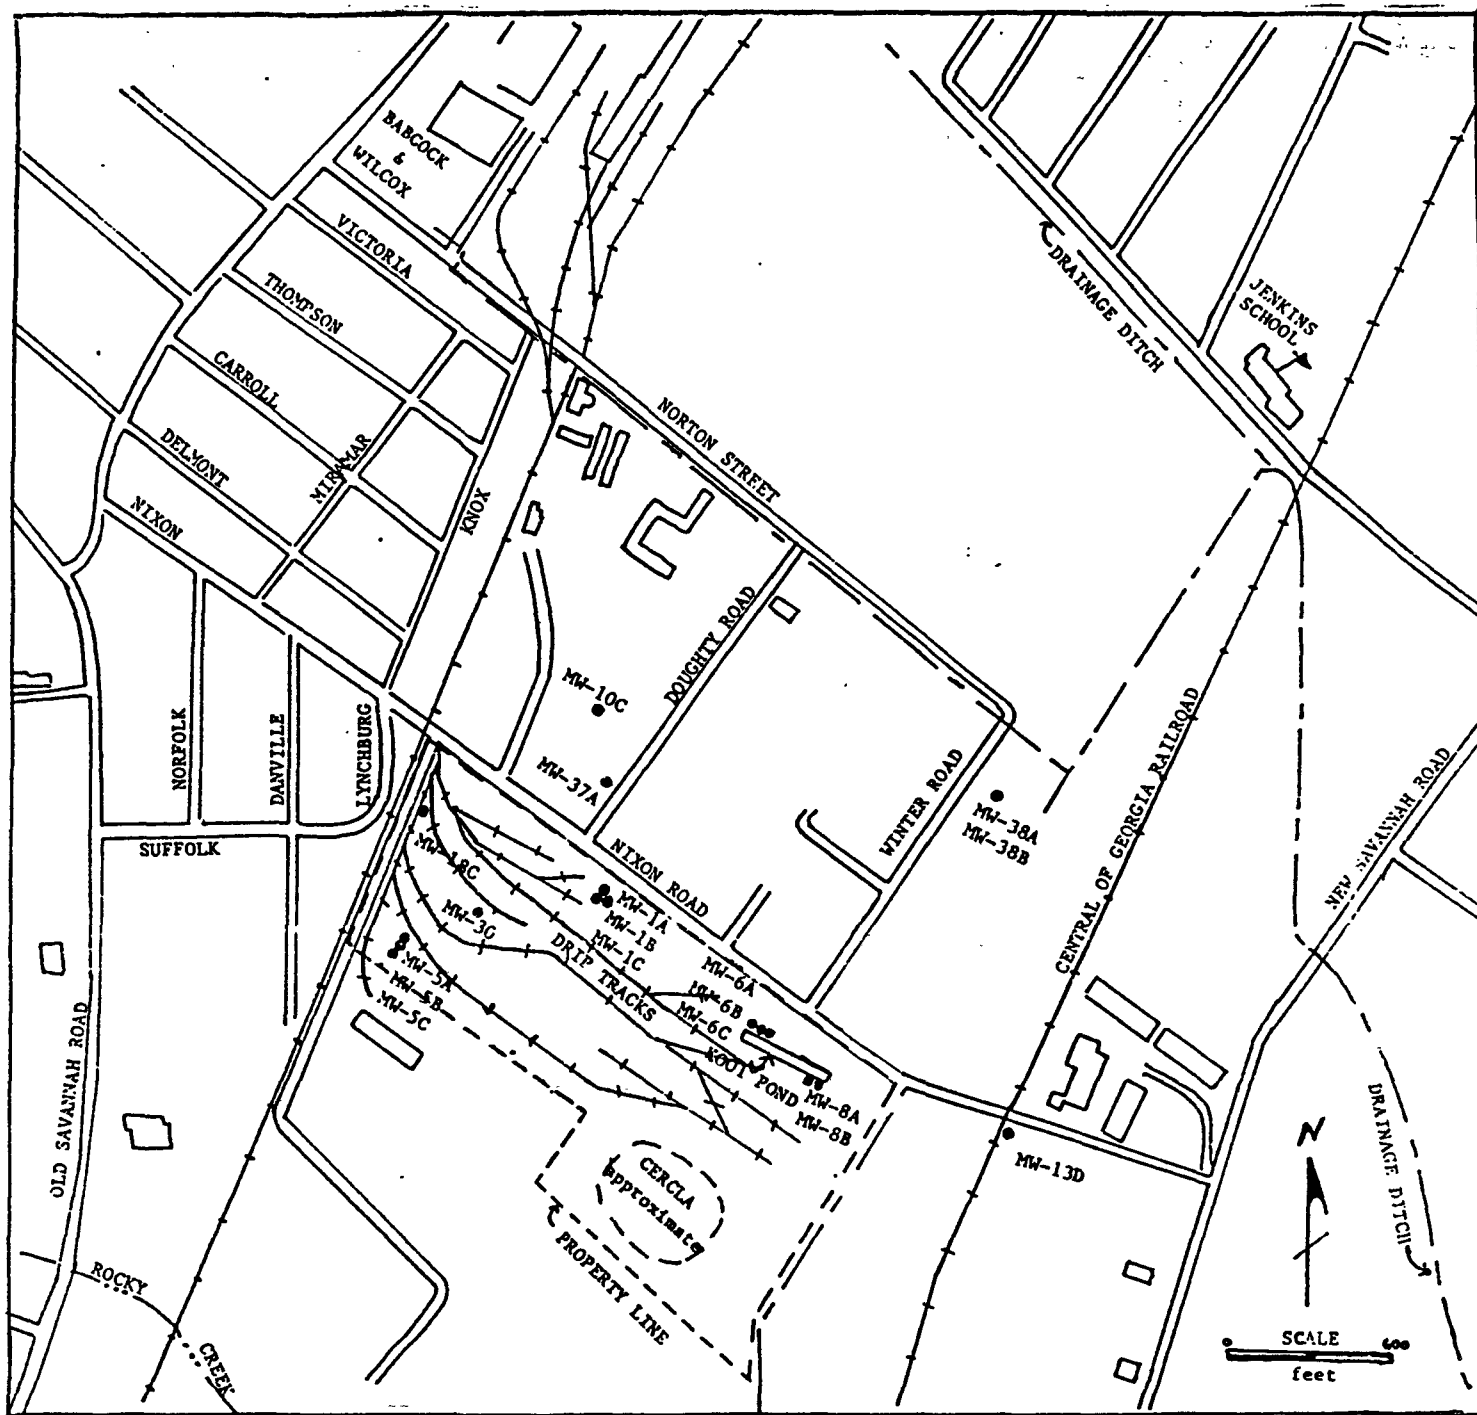 BABCOCK
&
WILCOX
VICTORIA
THOMPSON
CARROLL
DELMONT
NIXON
MIRAMAR
KNOX
NORTON STREET
DRAINAGE DITCH
JENKINS
SCHOOL
DOUGHTY ROAD
MW-10C
MW-37A
NORFOLK
DANVILLE
LYNCHBURG
SUFFOLK
WINTER ROAD
MW-38A
MW-38B
CENTRAL OF GEORGIA RAILROAD
NEW SAVANNAH ROAD
NIXON ROAD
MW-18C
MW-1A
MW-1B
MW-1C
DRIP TRACKS
MW-5A
MW-5B
MW-5C
MW-6A
MW-6B
MW-6C
POND
MW-8A
MW-8B
MW-13D
OLD SAVANNAH ROAD
CERCLA
approximate
PROPERTY LINE
DRAINAGE DITCH
ROCKY
CREEK
N
0 SCALE 600
feet